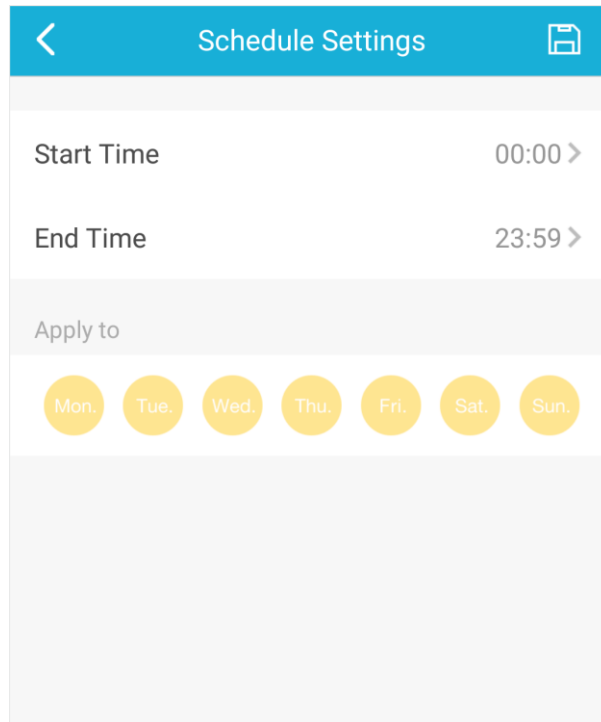 Schedule Settings
Start Time 00:00
End Time 23:59
Apply to
Mon. Tue. Wed. Thu. Fri. Sat. Sun.